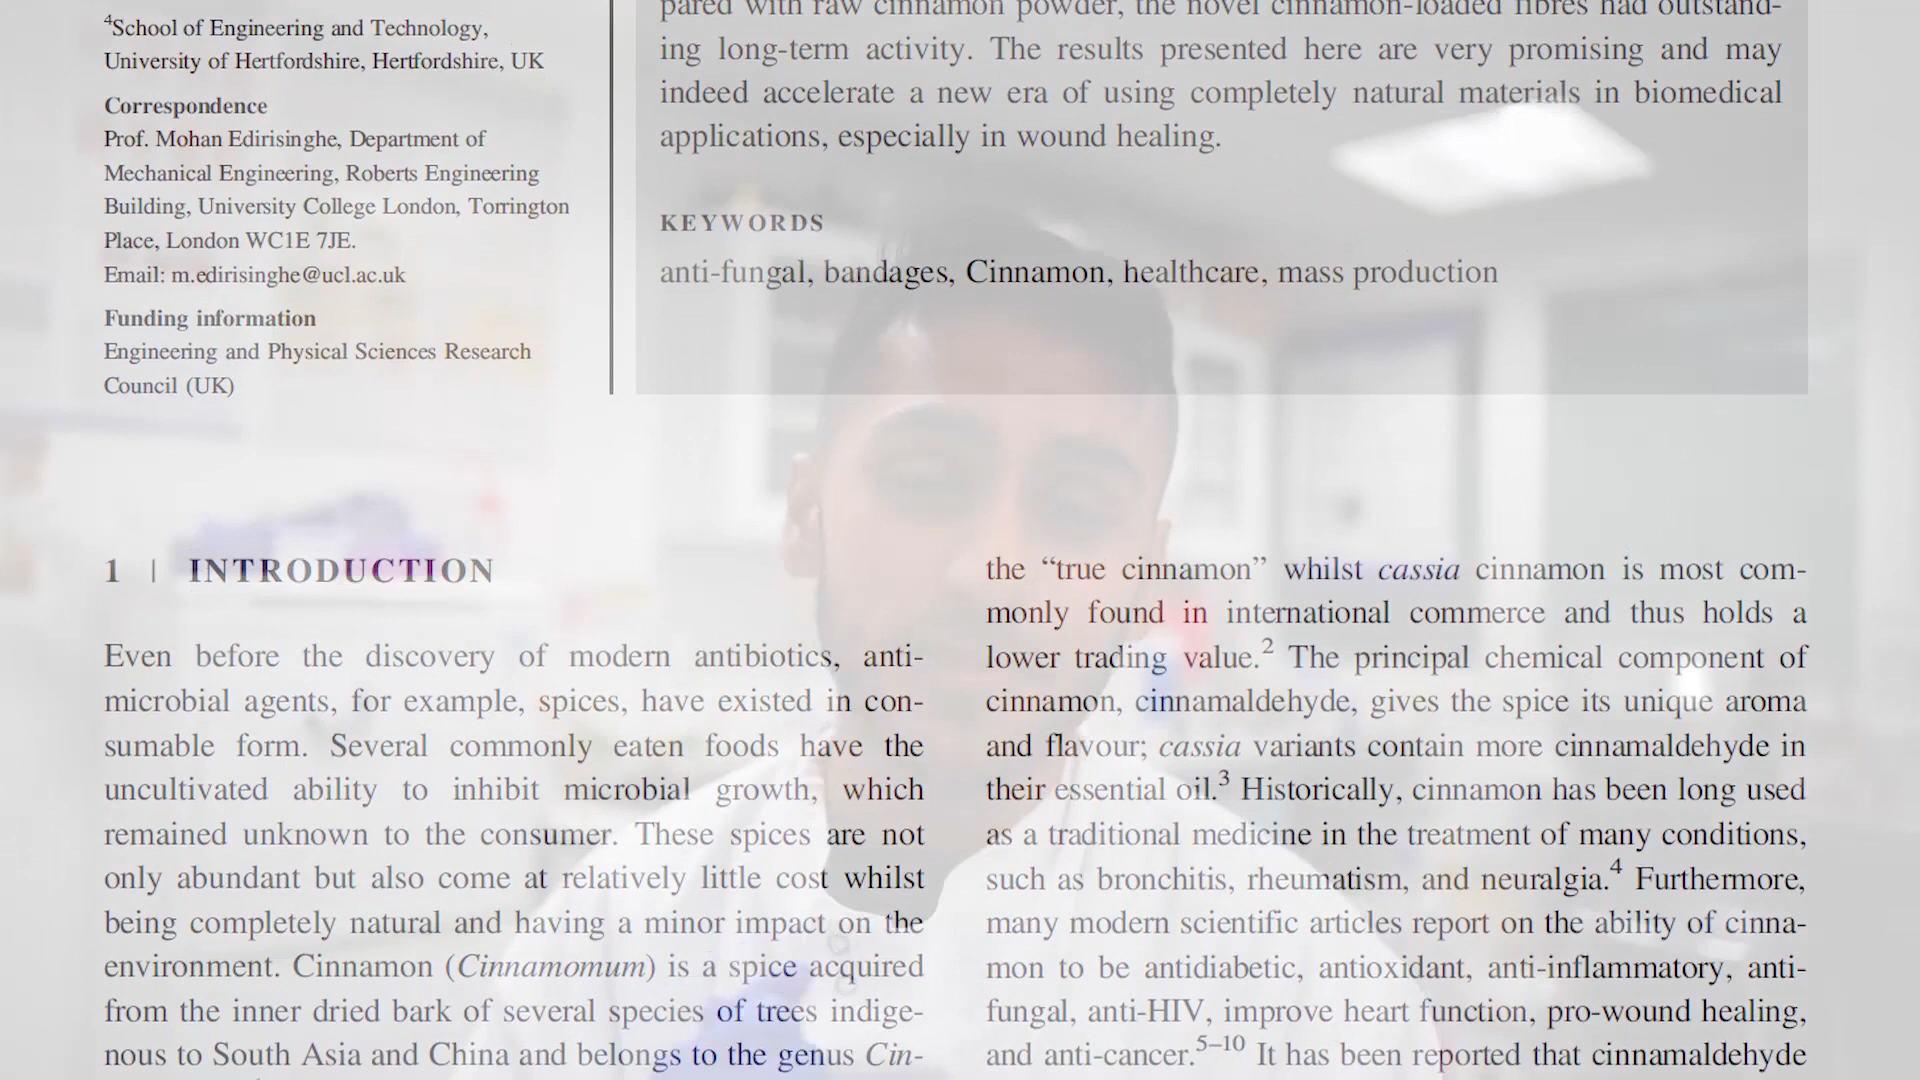 ⁴School of Engineering and Technology,
University of Hertfordshire, Hertfordshire, UK
Correspondence
Prof. Mohan Edirisinghe, Department of
Mechanical Engineering, Roberts Engineering
Building, University College London, Torrington
Place, London WC1E 7JE.
Email: m.edirisinghe@ucl.ac.uk
Funding information
Engineering and Physical Sciences Research
Council (UK)
pared with raw cinnamon powder, the novel cinnamon-loaded fibres had outstand-
ing long-term activity. The results presented here are very promising and may
indeed accelerate a new era of using completely natural materials in biomedical
applications, especially in wound healing.
KEYWORDS
anti-fungal, bandages, Cinnamon, healthcare, mass production
1 | INTRODUCTION
Even before the discovery of modern antibiotics, anti-
microbial agents, for example, spices, have existed in con-
sumable form. Several commonly eaten foods have the
uncultivated ability to inhibit microbial growth, which
remained unknown to the consumer. These spices are not
only abundant but also come at relatively little cost whilst
being completely natural and having a minor impact on the
environment. Cinnamon (Cinnamomum) is a spice acquired
from the inner dried bark of several species of trees indige-
nous to South Asia and China and belongs to the genus Cin-
the “true cinnamon” whilst cassia cinnamon is most com-
monly found in international commerce and thus holds a
lower trading value.² The principal chemical component of
cinnamon, cinnamaldehyde, gives the spice its unique aroma
and flavour; cassia variants contain more cinnamaldehyde in
their essential oil.³ Historically, cinnamon has been long used
as a traditional medicine in the treatment of many conditions,
such as bronchitis, rheumatism, and neuralgia.⁴ Furthermore,
many modern scientific articles report on the ability of cinna-
mon to be antidiabetic, antioxidant, anti-inflammatory, anti-
fungal, anti-HIV, improve heart function, pro-wound healing,
and anti-cancer.⁵⁻¹⁰ It has been reported that cinnamaldehyde